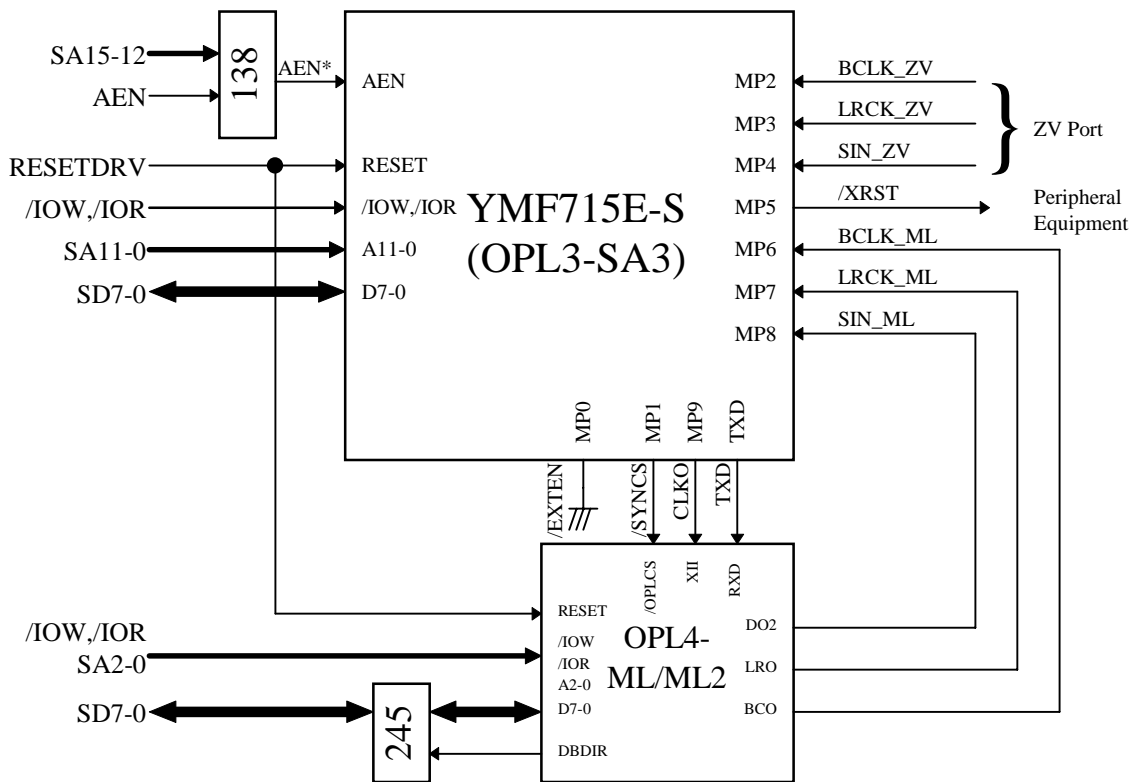 SA15-12
AEN
138
AEN*
AEN
RESETDRV
RESET
/IOW,/IOR
/IOW,/IOR
SA11-0
A11-0
SD7-0
D7-0
YMF715E-S
(OPL3-SA3)
MP2
BCLK_ZV
MP3
LRCK_ZV
MP4
SIN_ZV
ZV Port
MP5
/XRST
Peripheral
Equipment
MP6
BCLK_ML
MP7
LRCK_ML
MP8
SIN_ML
MP0
MP1
MP9
TXD
/EXTEN
/SYNCS
CLKO
TXD
/OPLCS
XII
RXD
RESET
/IOW,/IOR
SA2-0
/IOW
/IOR
A2-0
SD7-0
D7-0
245
DBDIR
OPL4-
ML/ML2
DO2
LRO
BCO